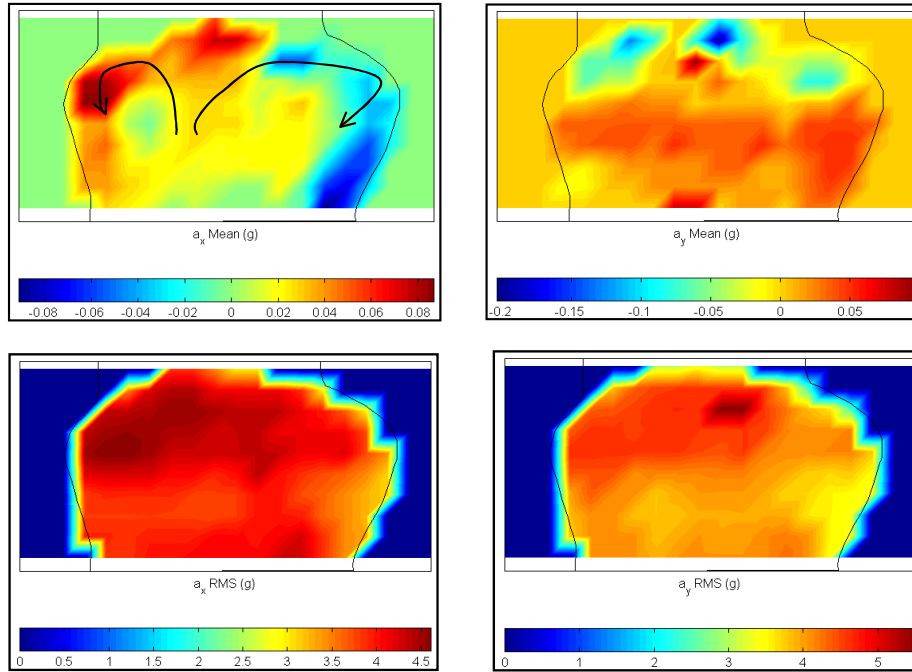 a_x Mean (g)
-0.08 -0.06 -0.04 -0.02 0 0.02 0.04 0.06 0.08
a_y Mean (g)
-0.2 -0.15 -0.1 -0.05 0 0.05
a_x RMS (g)
0 0.5 1 1.5 2 2.5 3 3.5 4 4.5
a_y RMS (g)
0 1 2 3 4 5